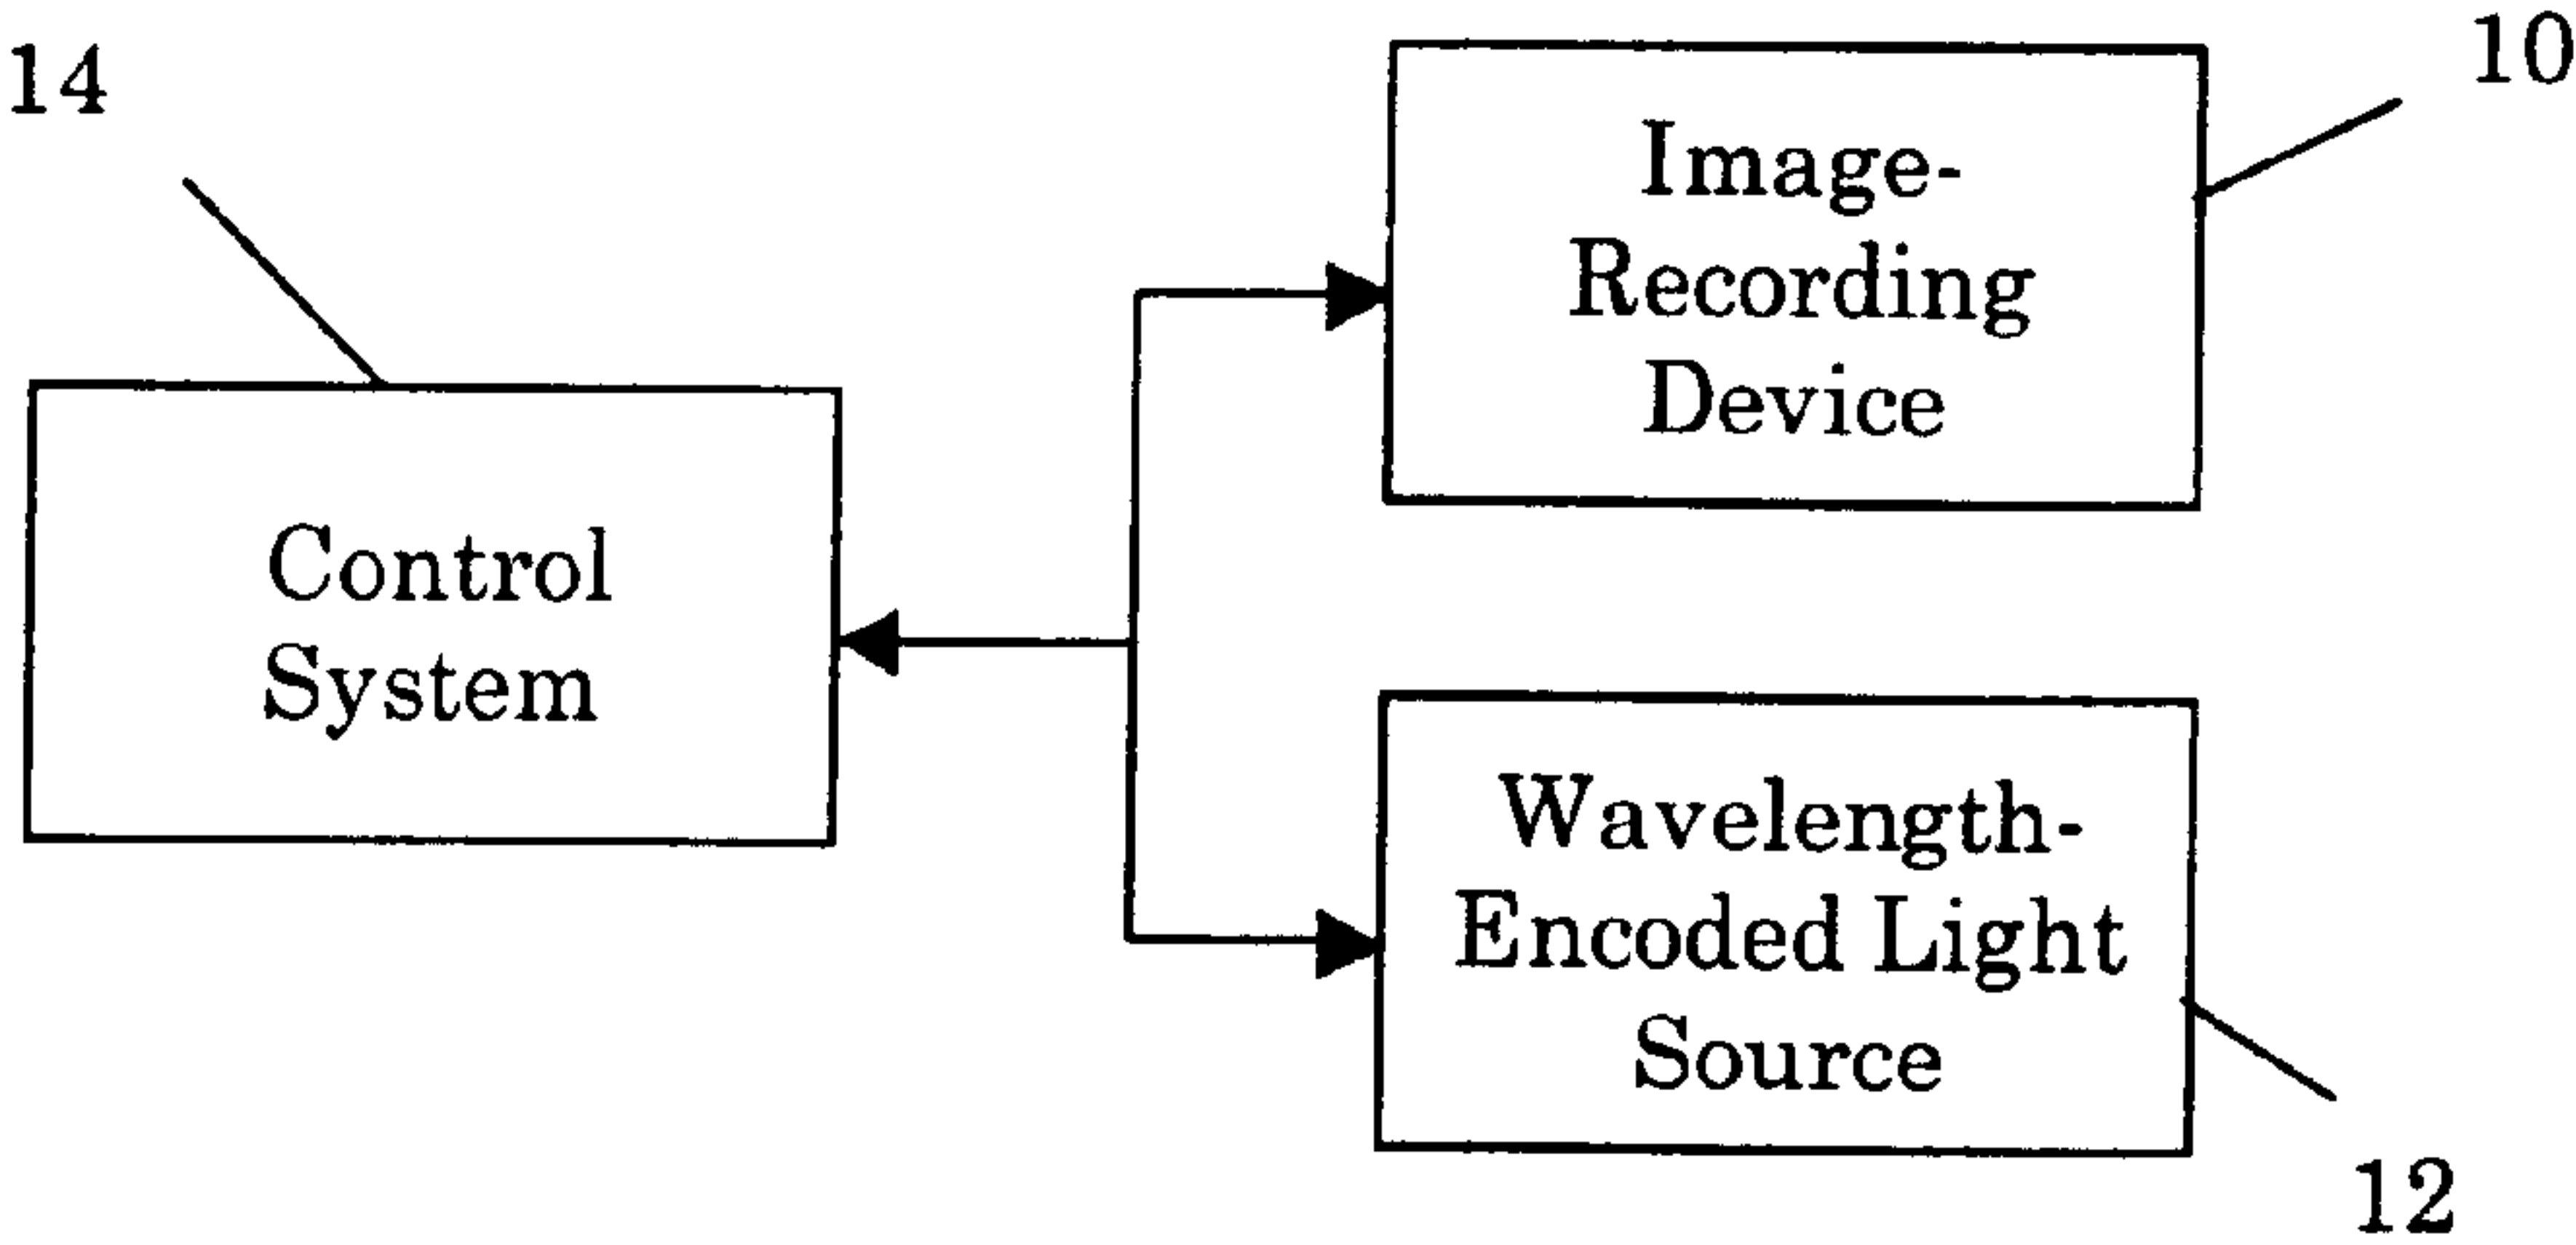 14
10
Image-
Recording
Device
Control
System
Wavelength-
Encoded Light
Source
12